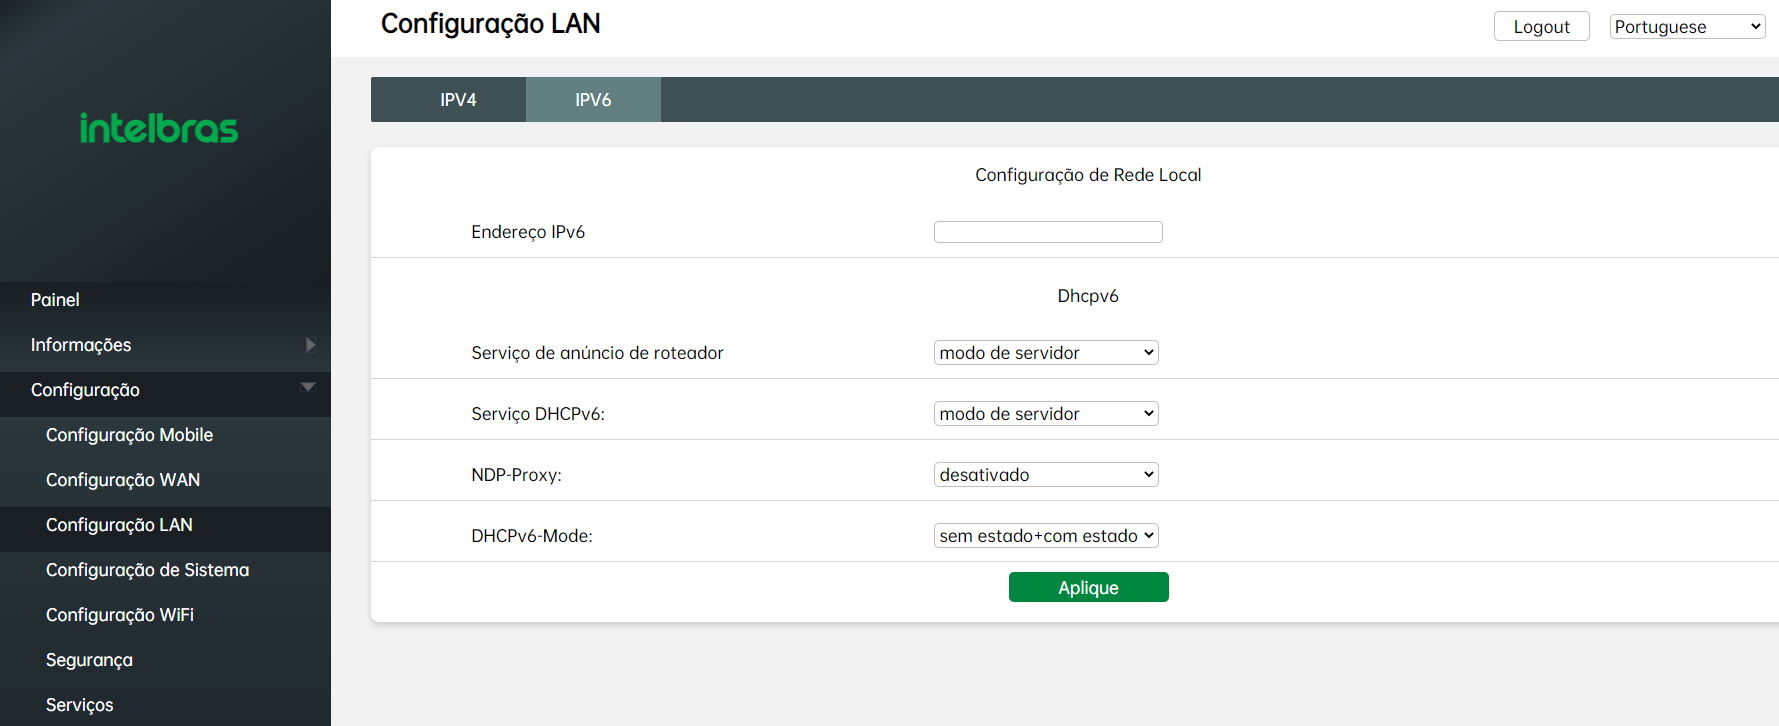 Configuração LAN
Logout
Portuguese
intelbras
IPV4
IPV6
Configuração de Rede Local
Endereço IPv6
Dhcpv6
Serviço de anúncio de roteador
modo de servidor
Serviço DHCPv6:
modo de servidor
NDP-Proxy:
desativado
DHCPv6-Mode:
sem estado+com estado
Aplique
Painel
Informações
Configuração
Configuração Mobile
Configuração WAN
Configuração LAN
Configuração de Sistema
Configuração WiFi
Segurança
Serviços